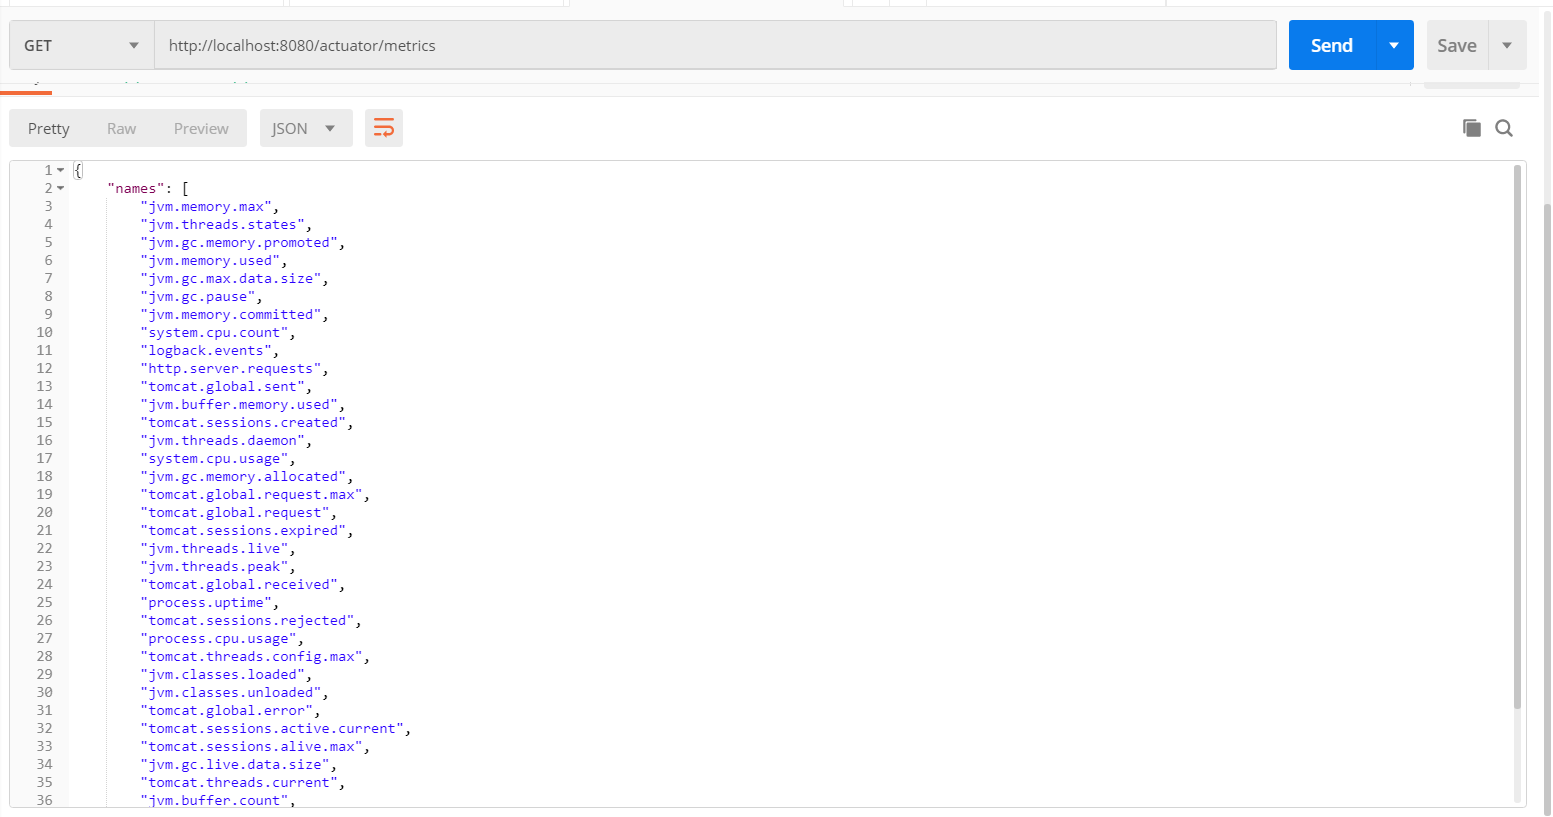 GET http://localhost:8080/actuator/metrics Send Save
Pretty Raw Preview JSON
1 {
2 "names": [
3 "jvm.memory.max",
4 "jvm.threads.states",
5 "jvm.gc.memory.promoted",
6 "jvm.memory.used",
7 "jvm.gc.max.data.size",
8 "jvm.gc.pause",
9 "jvm.memory.committed",
10 "system.cpu.count",
11 "logback.events",
12 "http.server.requests",
13 "tomcat.global.sent",
14 "jvm.buffer.memory.used",
15 "tomcat.sessions.created",
16 "jvm.threads.daemon",
17 "system.cpu.usage",
18 "jvm.gc.memory.allocated",
19 "tomcat.global.request.max",
20 "tomcat.global.request",
21 "tomcat.sessions.expired",
22 "jvm.threads.live",
23 "jvm.threads.peak",
24 "tomcat.global.received",
25 "process.uptime",
26 "tomcat.sessions.rejected",
27 "process.cpu.usage",
28 "tomcat.threads.config.max",
29 "jvm.classes.loaded",
30 "jvm.classes.unloaded",
31 "tomcat.global.error",
32 "tomcat.sessions.active.current",
33 "tomcat.sessions.alive.max",
34 "jvm.gc.live.data.size",
35 "tomcat.threads.current",
36 "jvm.buffer.count",